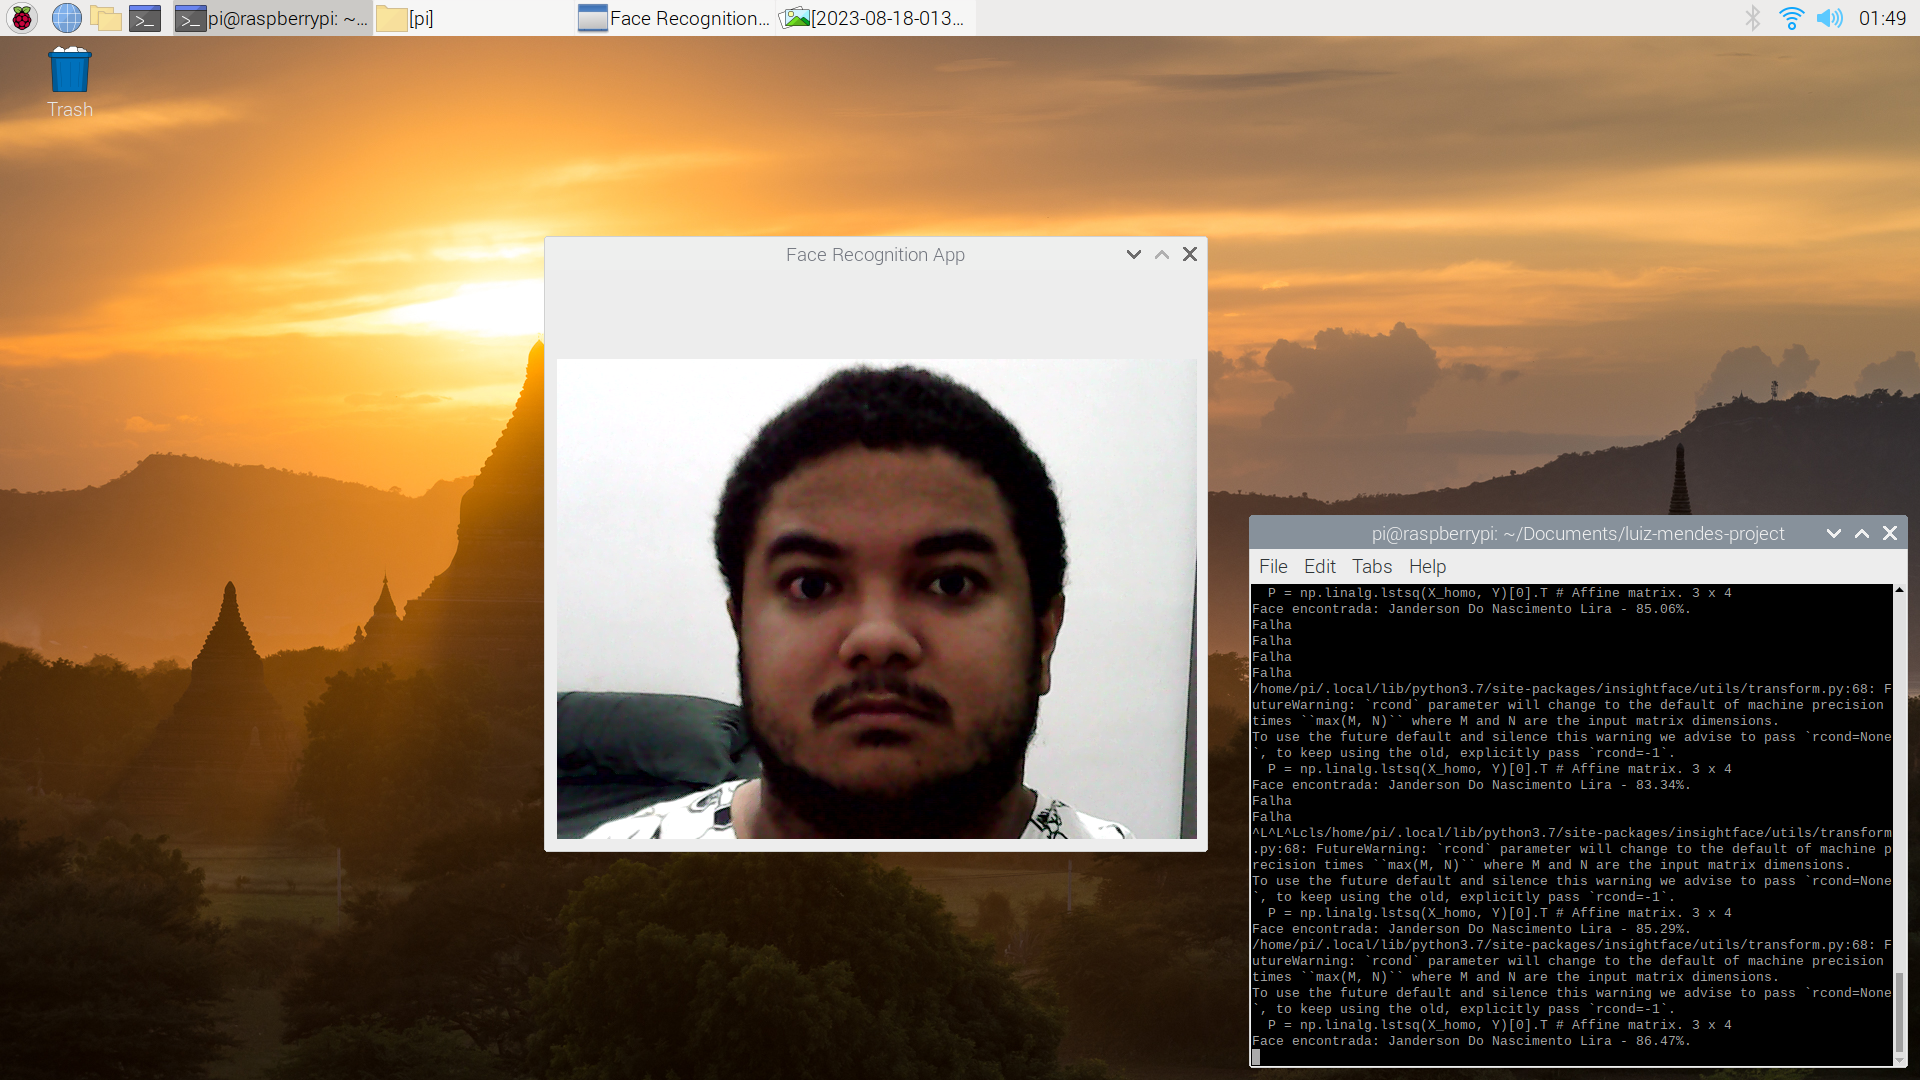 pi@raspberrypi: ~...
[pi]
Face Recognition...
[2023-08-18-013...
01:49
Trash
Face Recognition App
pi@raspberrypi: ~/Documents/luiz-mendes-project
File Edit Tabs Help
  P = np.linalg.lstsq(X_homo, Y)[0].T # Affine matrix. 3 x 4
Face encontrada: Janderson Do Nascimento Lira - 85.06%.
Falha
Falha
Falha
Falha
/home/pi/.local/lib/python3.7/site-packages/insightface/utils/transform.py:68: F
utureWarning: `rcond` parameter will change to the default of machine precision
times ``max(M, N)`` where M and N are the input matrix dimensions.
To use the future default and silence this warning we advise to pass `rcond=None
`, to keep using the old, explicitly pass `rcond=-1`.
  P = np.linalg.lstsq(X_homo, Y)[0].T # Affine matrix. 3 x 4
Face encontrada: Janderson Do Nascimento Lira - 83.34%.
Falha
Falha
^L^L^Lcls/home/pi/.local/lib/python3.7/site-packages/insightface/utils/transform
.py:68: FutureWarning: `rcond` parameter will change to the default of machine p
recision times ``max(M, N)`` where M and N are the input matrix dimensions.
To use the future default and silence this warning we advise to pass `rcond=None
`, to keep using the old, explicitly pass `rcond=-1`.
  P = np.linalg.lstsq(X_homo, Y)[0].T # Affine matrix. 3 x 4
Face encontrada: Janderson Do Nascimento Lira - 85.29%.
/home/pi/.local/lib/python3.7/site-packages/insightface/utils/transform.py:68: F
utureWarning: `rcond` parameter will change to the default of machine precision
times ``max(M, N)`` where M and N are the input matrix dimensions.
To use the future default and silence this warning we advise to pass `rcond=None
`, to keep using the old, explicitly pass `rcond=-1`.
  P = np.linalg.lstsq(X_homo, Y)[0].T # Affine matrix. 3 x 4
Face encontrada: Janderson Do Nascimento Lira - 86.47%.